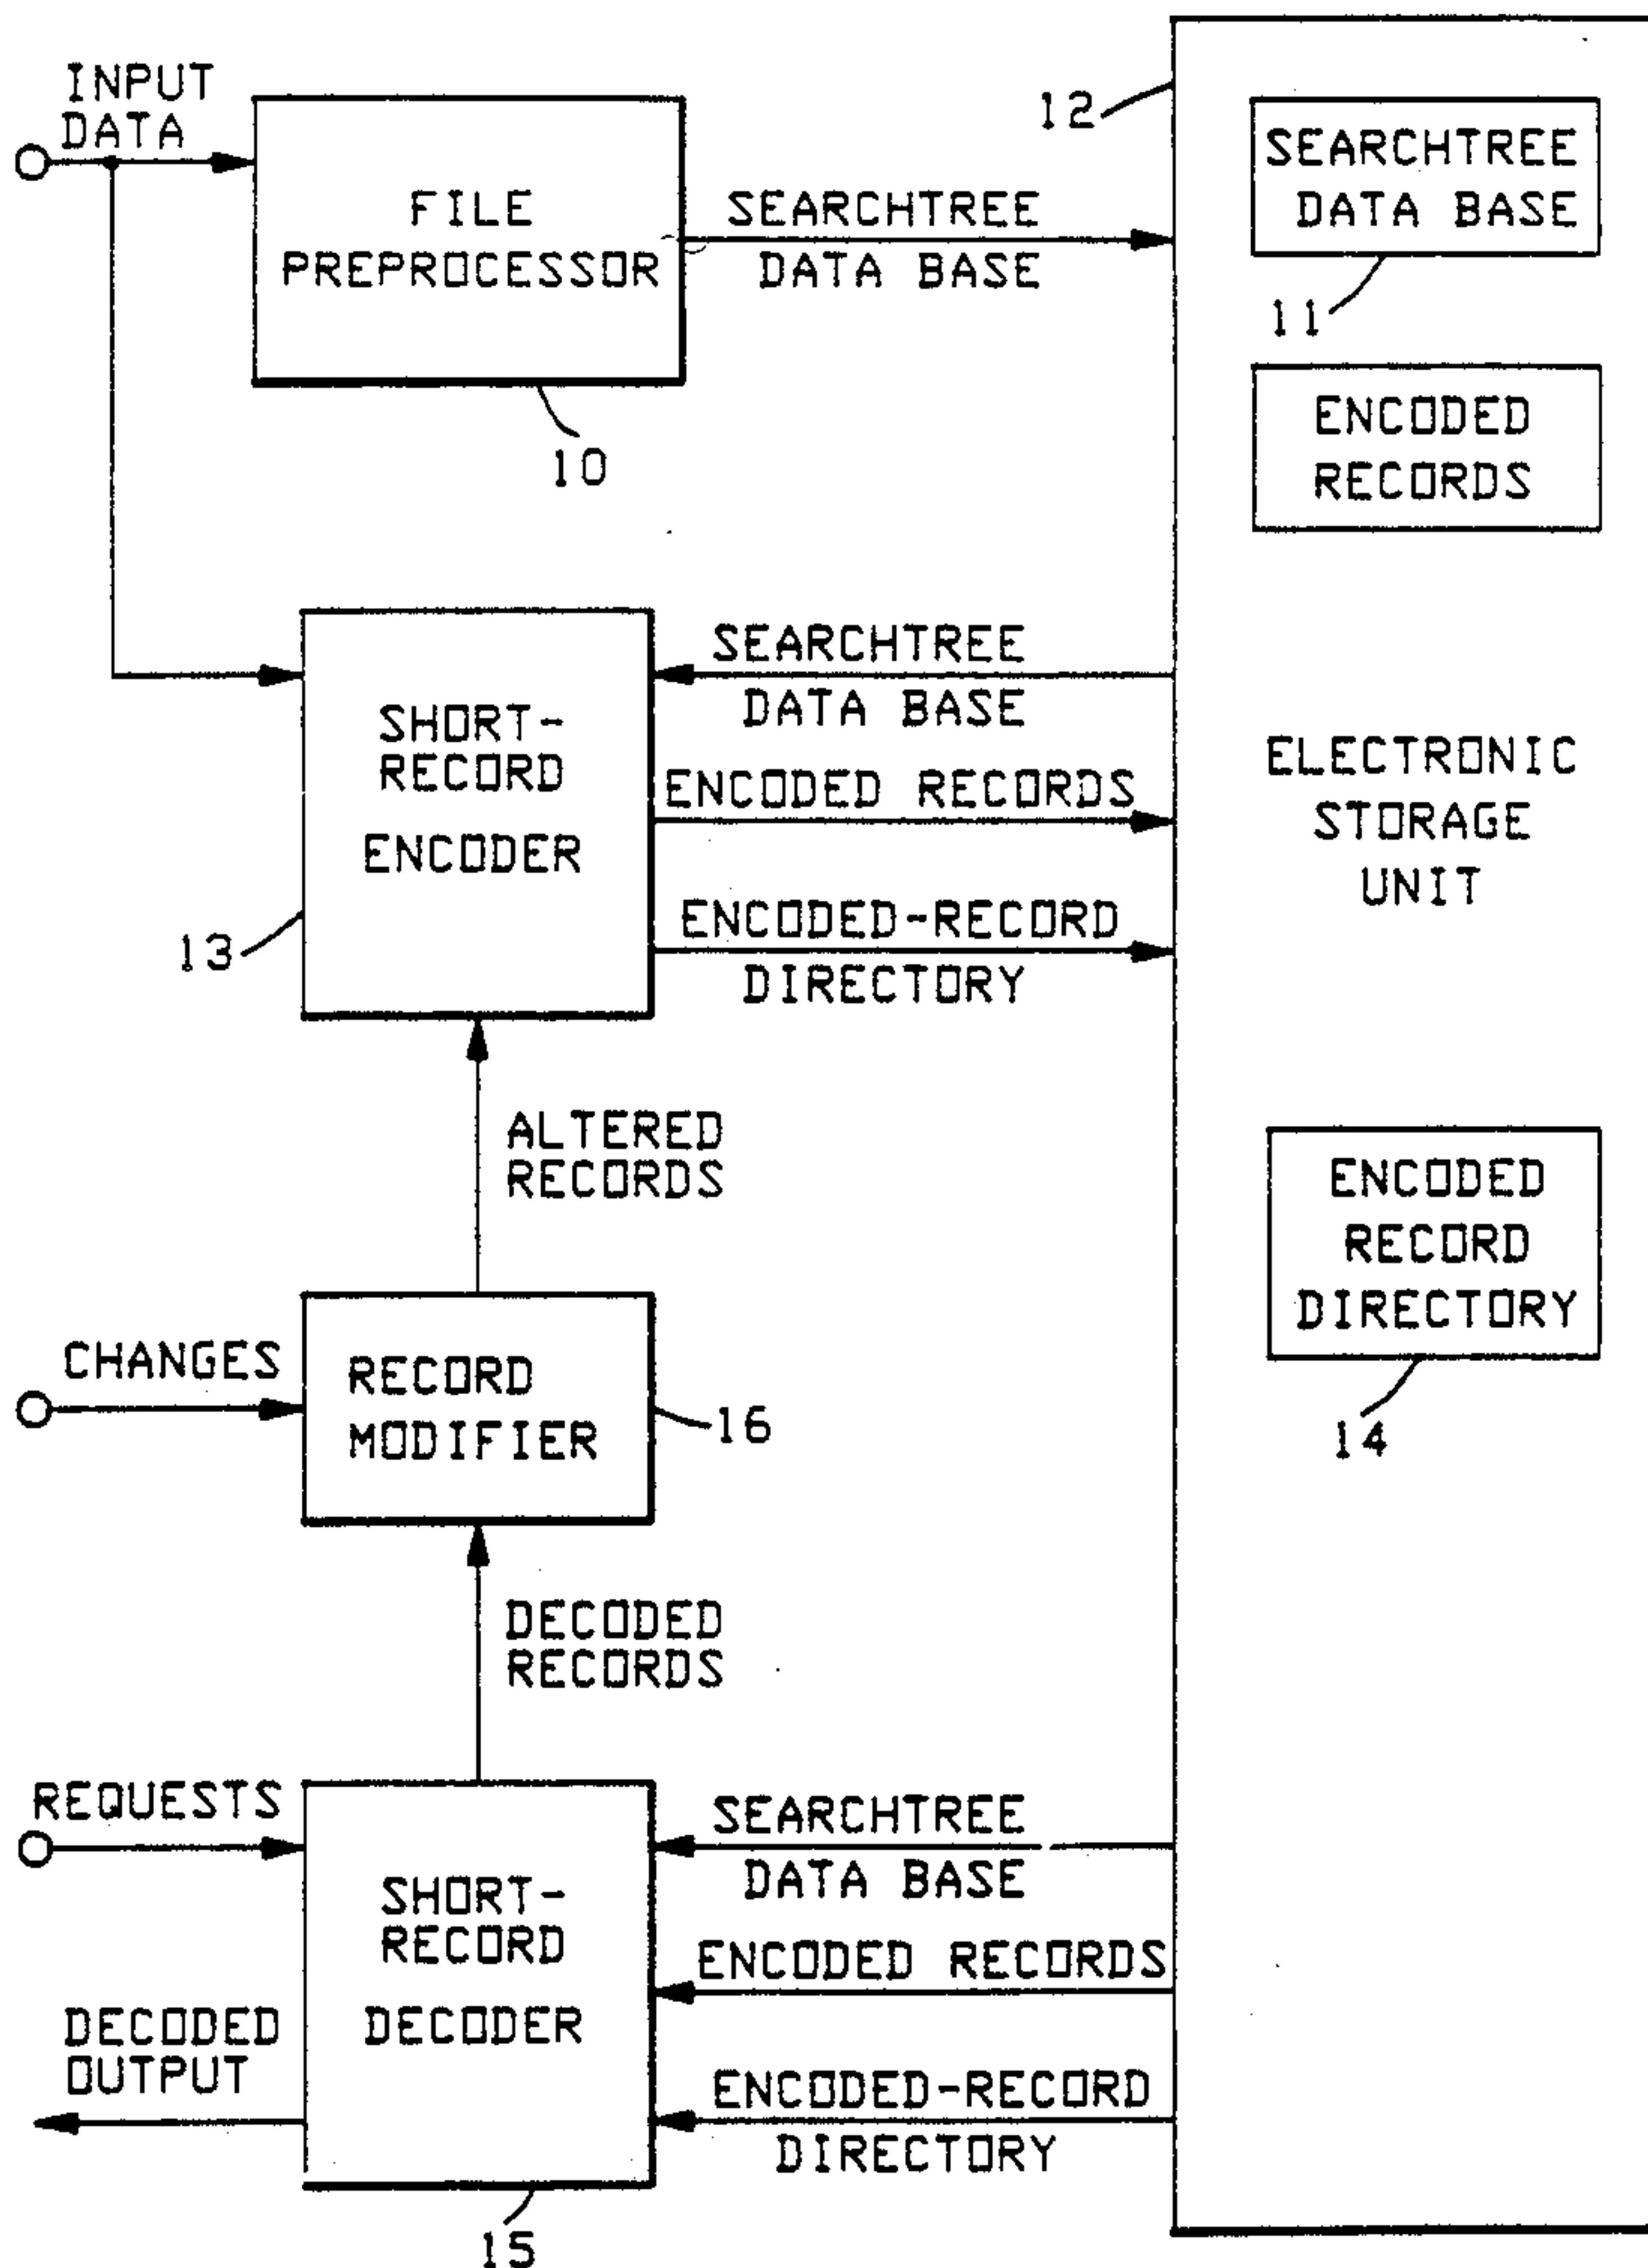 INPUT
DATA
FILE
PREPROCESSOR
10
SEARCHTREE
DATA BASE
12
SEARCHTREE
DATA BASE
11
ENCODED
RECORDS
SHORT-
RECORD
ENCODER
13
SEARCHTREE
DATA BASE
ENCODED RECORDS
ENCODED-RECORD
DIRECTORY
ELECTRONIC
STORAGE
UNIT
ALTERED
RECORDS
ENCODED
RECORD
DIRECTORY
14
CHANGES
RECORD
MODIFIER
16
DECODED
RECORDS
REQUESTS
SHORT-
RECORD
DECODER
15
DECODED
OUTPUT
SEARCHTREE
DATA BASE
ENCODED RECORDS
ENCODED-RECORD
DIRECTORY